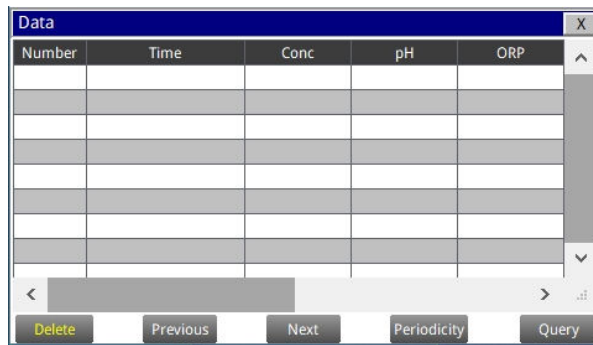 Data X
Number Time Conc pH ORP
Delete Previous Next Periodicity Query